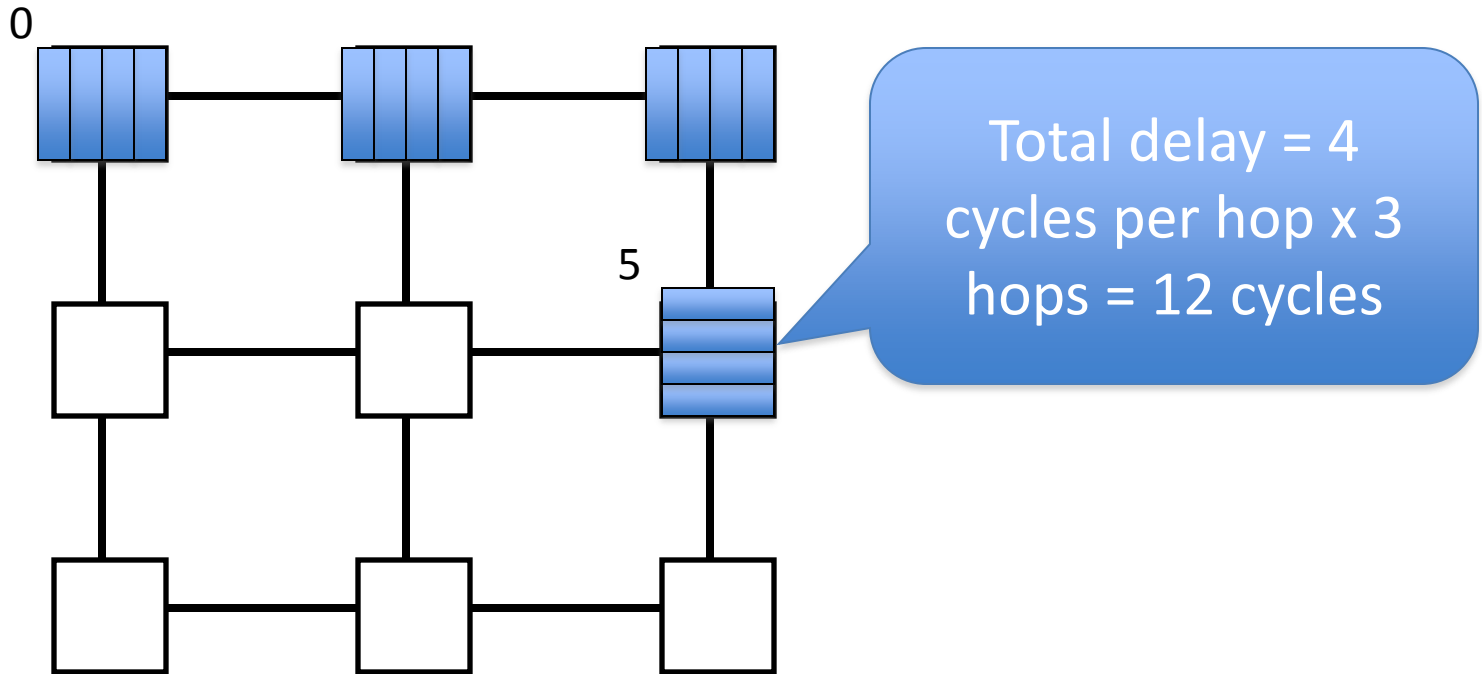 0
5
Total delay = 4
cycles per hop x 3
hops = 12 cycles